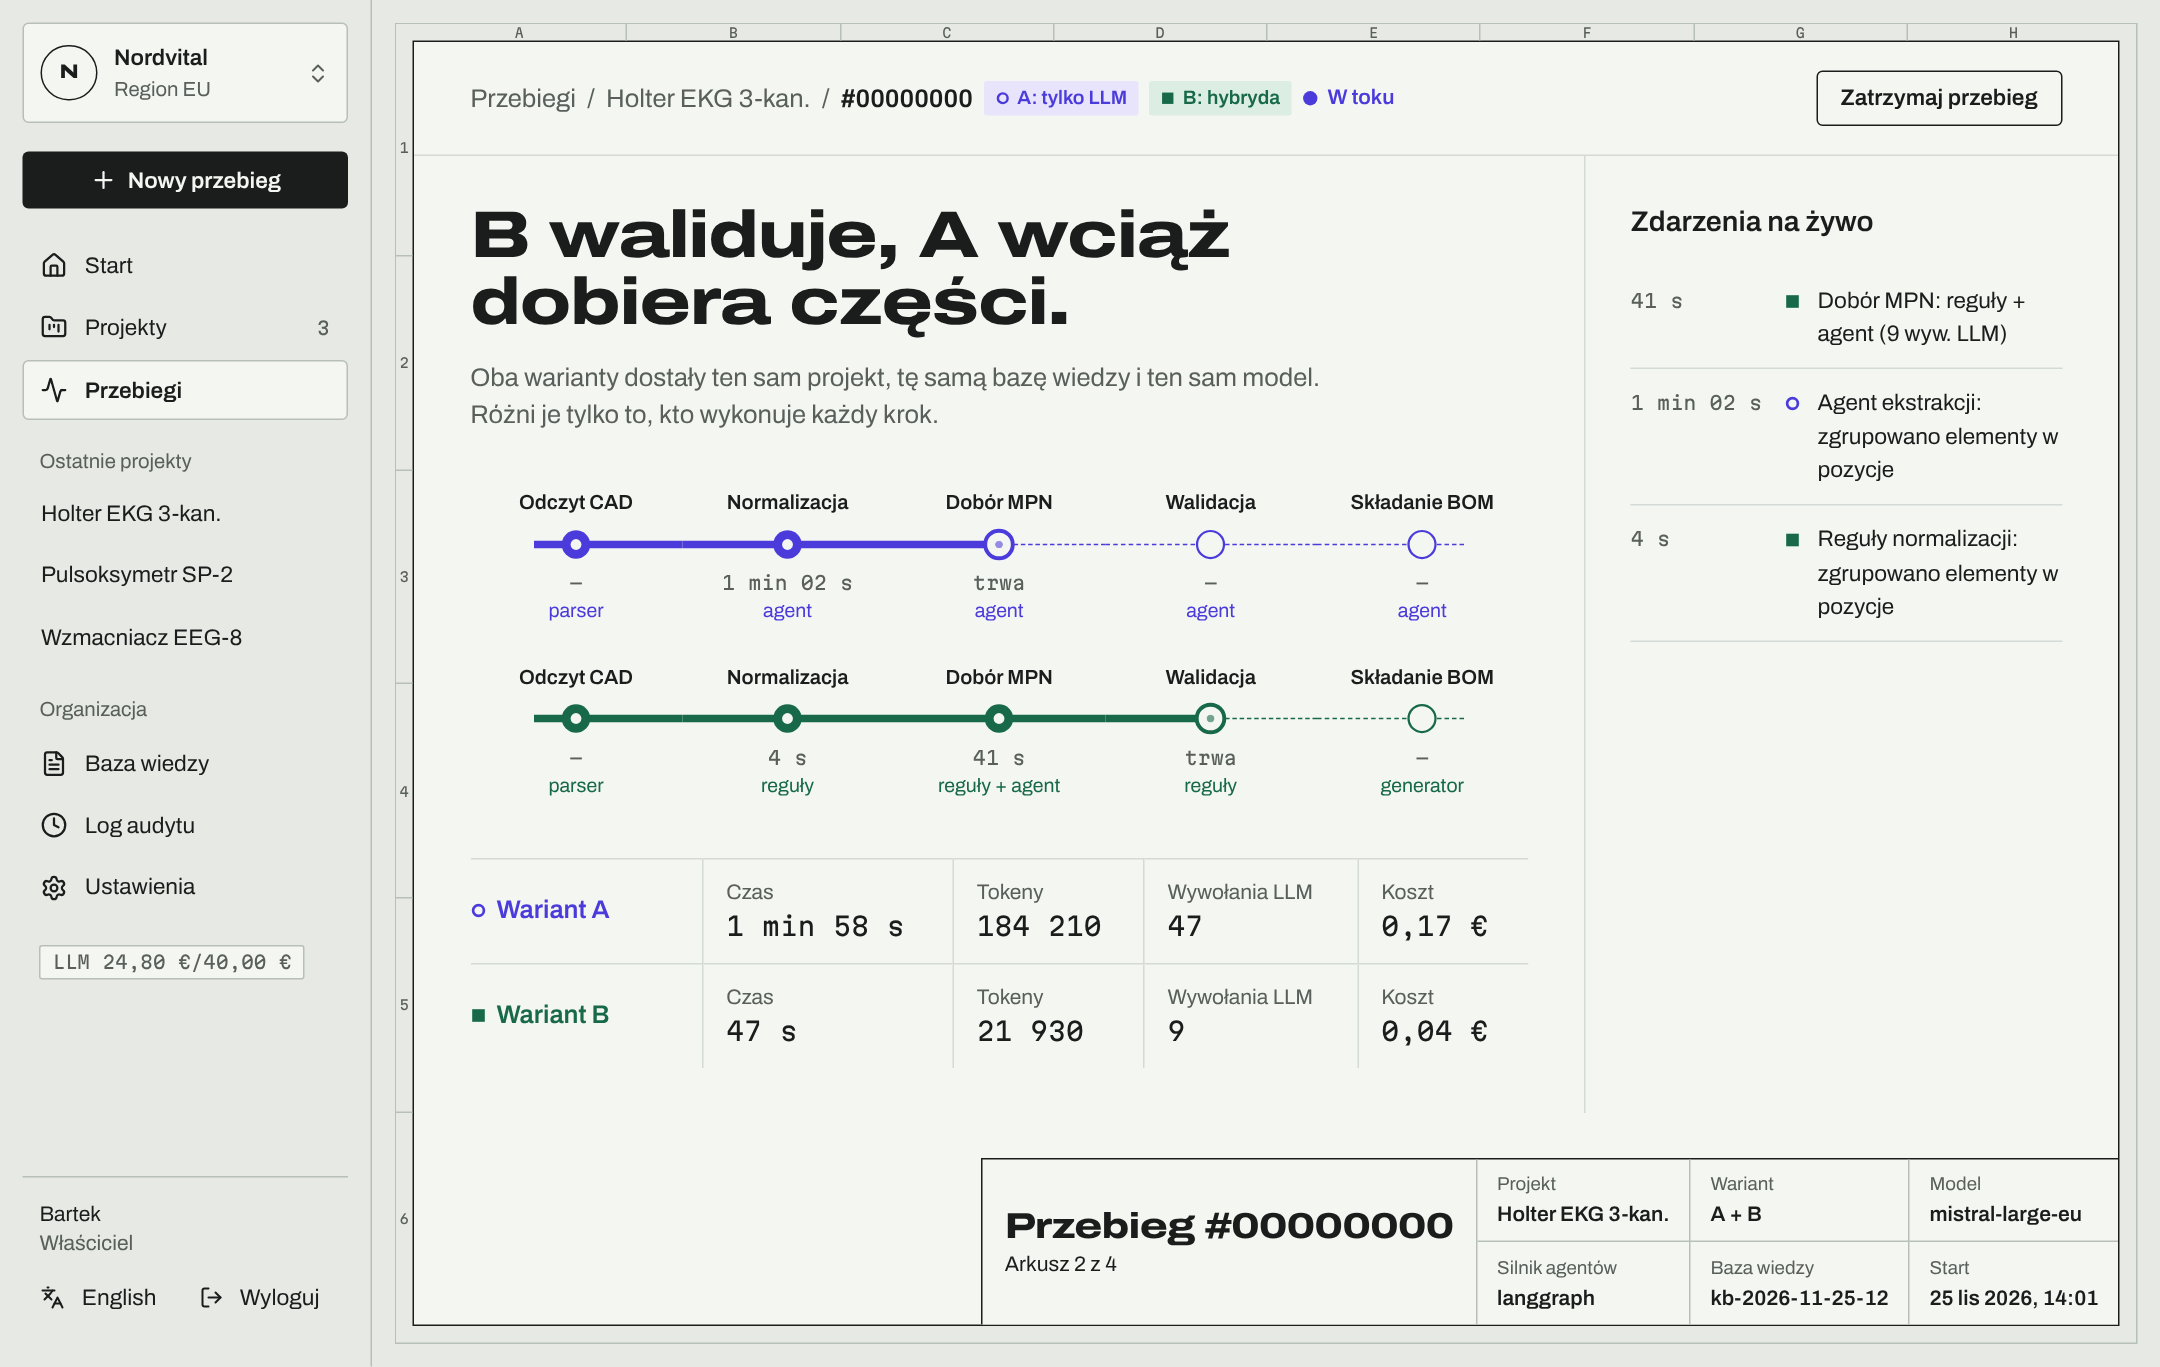 N
Nordvital
Region EU
Nowy przebieg
Start
Projekty 3
Przebiegi
Ostatnie projekty
Holter EKG 3-kan.
Pulsoksymetr SP-2
Wzmacniacz EEG-8
Organizacja
Baza wiedzy
Log audytu
Ustawienia
LLM 24,80 €/40,00 €
Bartek
Właściciel
English Wyloguj
A B C D E F G H
1
2
3
4
5
6
Przebiegi / Holter EKG 3-kan. / #00000000 A: tylko LLM B: hybryda W toku
Zatrzymaj przebieg
B waliduje, A wciąż
dobiera części.
Oba warianty dostały ten sam projekt, tę samą bazę wiedzy i ten sam model.
Różni je tylko to, kto wykonuje każdy krok.
Odczyt CAD Normalizacja Dobór MPN Walidacja Składanie BOM
– 1 min 02 s trwa – –
parser agent agent agent agent
Odczyt CAD Normalizacja Dobór MPN Walidacja Składanie BOM
– 4 s 41 s trwa –
parser reguły reguły + agent reguły generator
Wariant A
Czas Tokeny Wywołania LLM Koszt
1 min 58 s 184 210 47 0,17 €
Wariant B
Czas Tokeny Wywołania LLM Koszt
47 s 21 930 9 0,04 €
Zdarzenia na żywo
41 s Dobór MPN: reguły +
agent (9 wyw. LLM)
1 min 02 s Agent ekstrakcji:
zgrupowano elementy w
pozycje
4 s Reguły normalizacji:
zgrupowano elementy w
pozycje
Przebieg #00000000
Arkusz 2 z 4
Projekt Wariant Model
Holter EKG 3-kan. A + B mistral-large-eu
Silnik agentów Baza wiedzy Start
langgraph kb-2026-11-25-12 25 lis 2026, 14:01